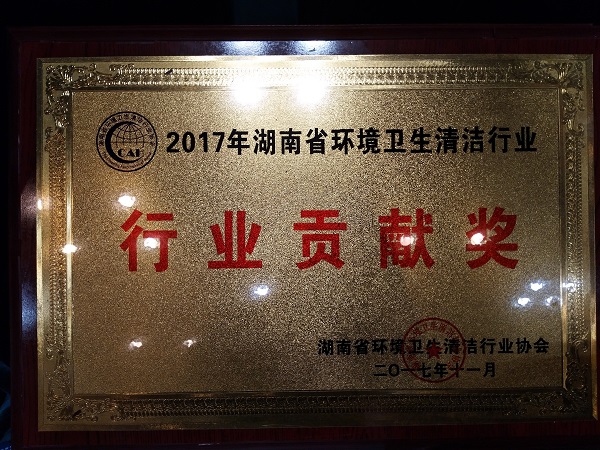 2017年湖南省环境卫生清洁行业
行业贡献奖
湖南省环境卫生清洁行业协会
二〇一七年十一月